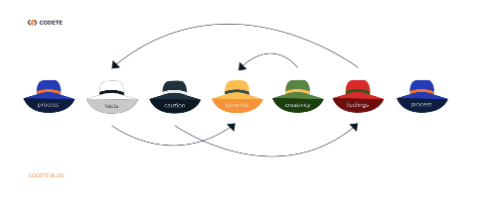 CODETE
process
facts
caution
benefits
creativity
feelings
process
CODETE BLOG